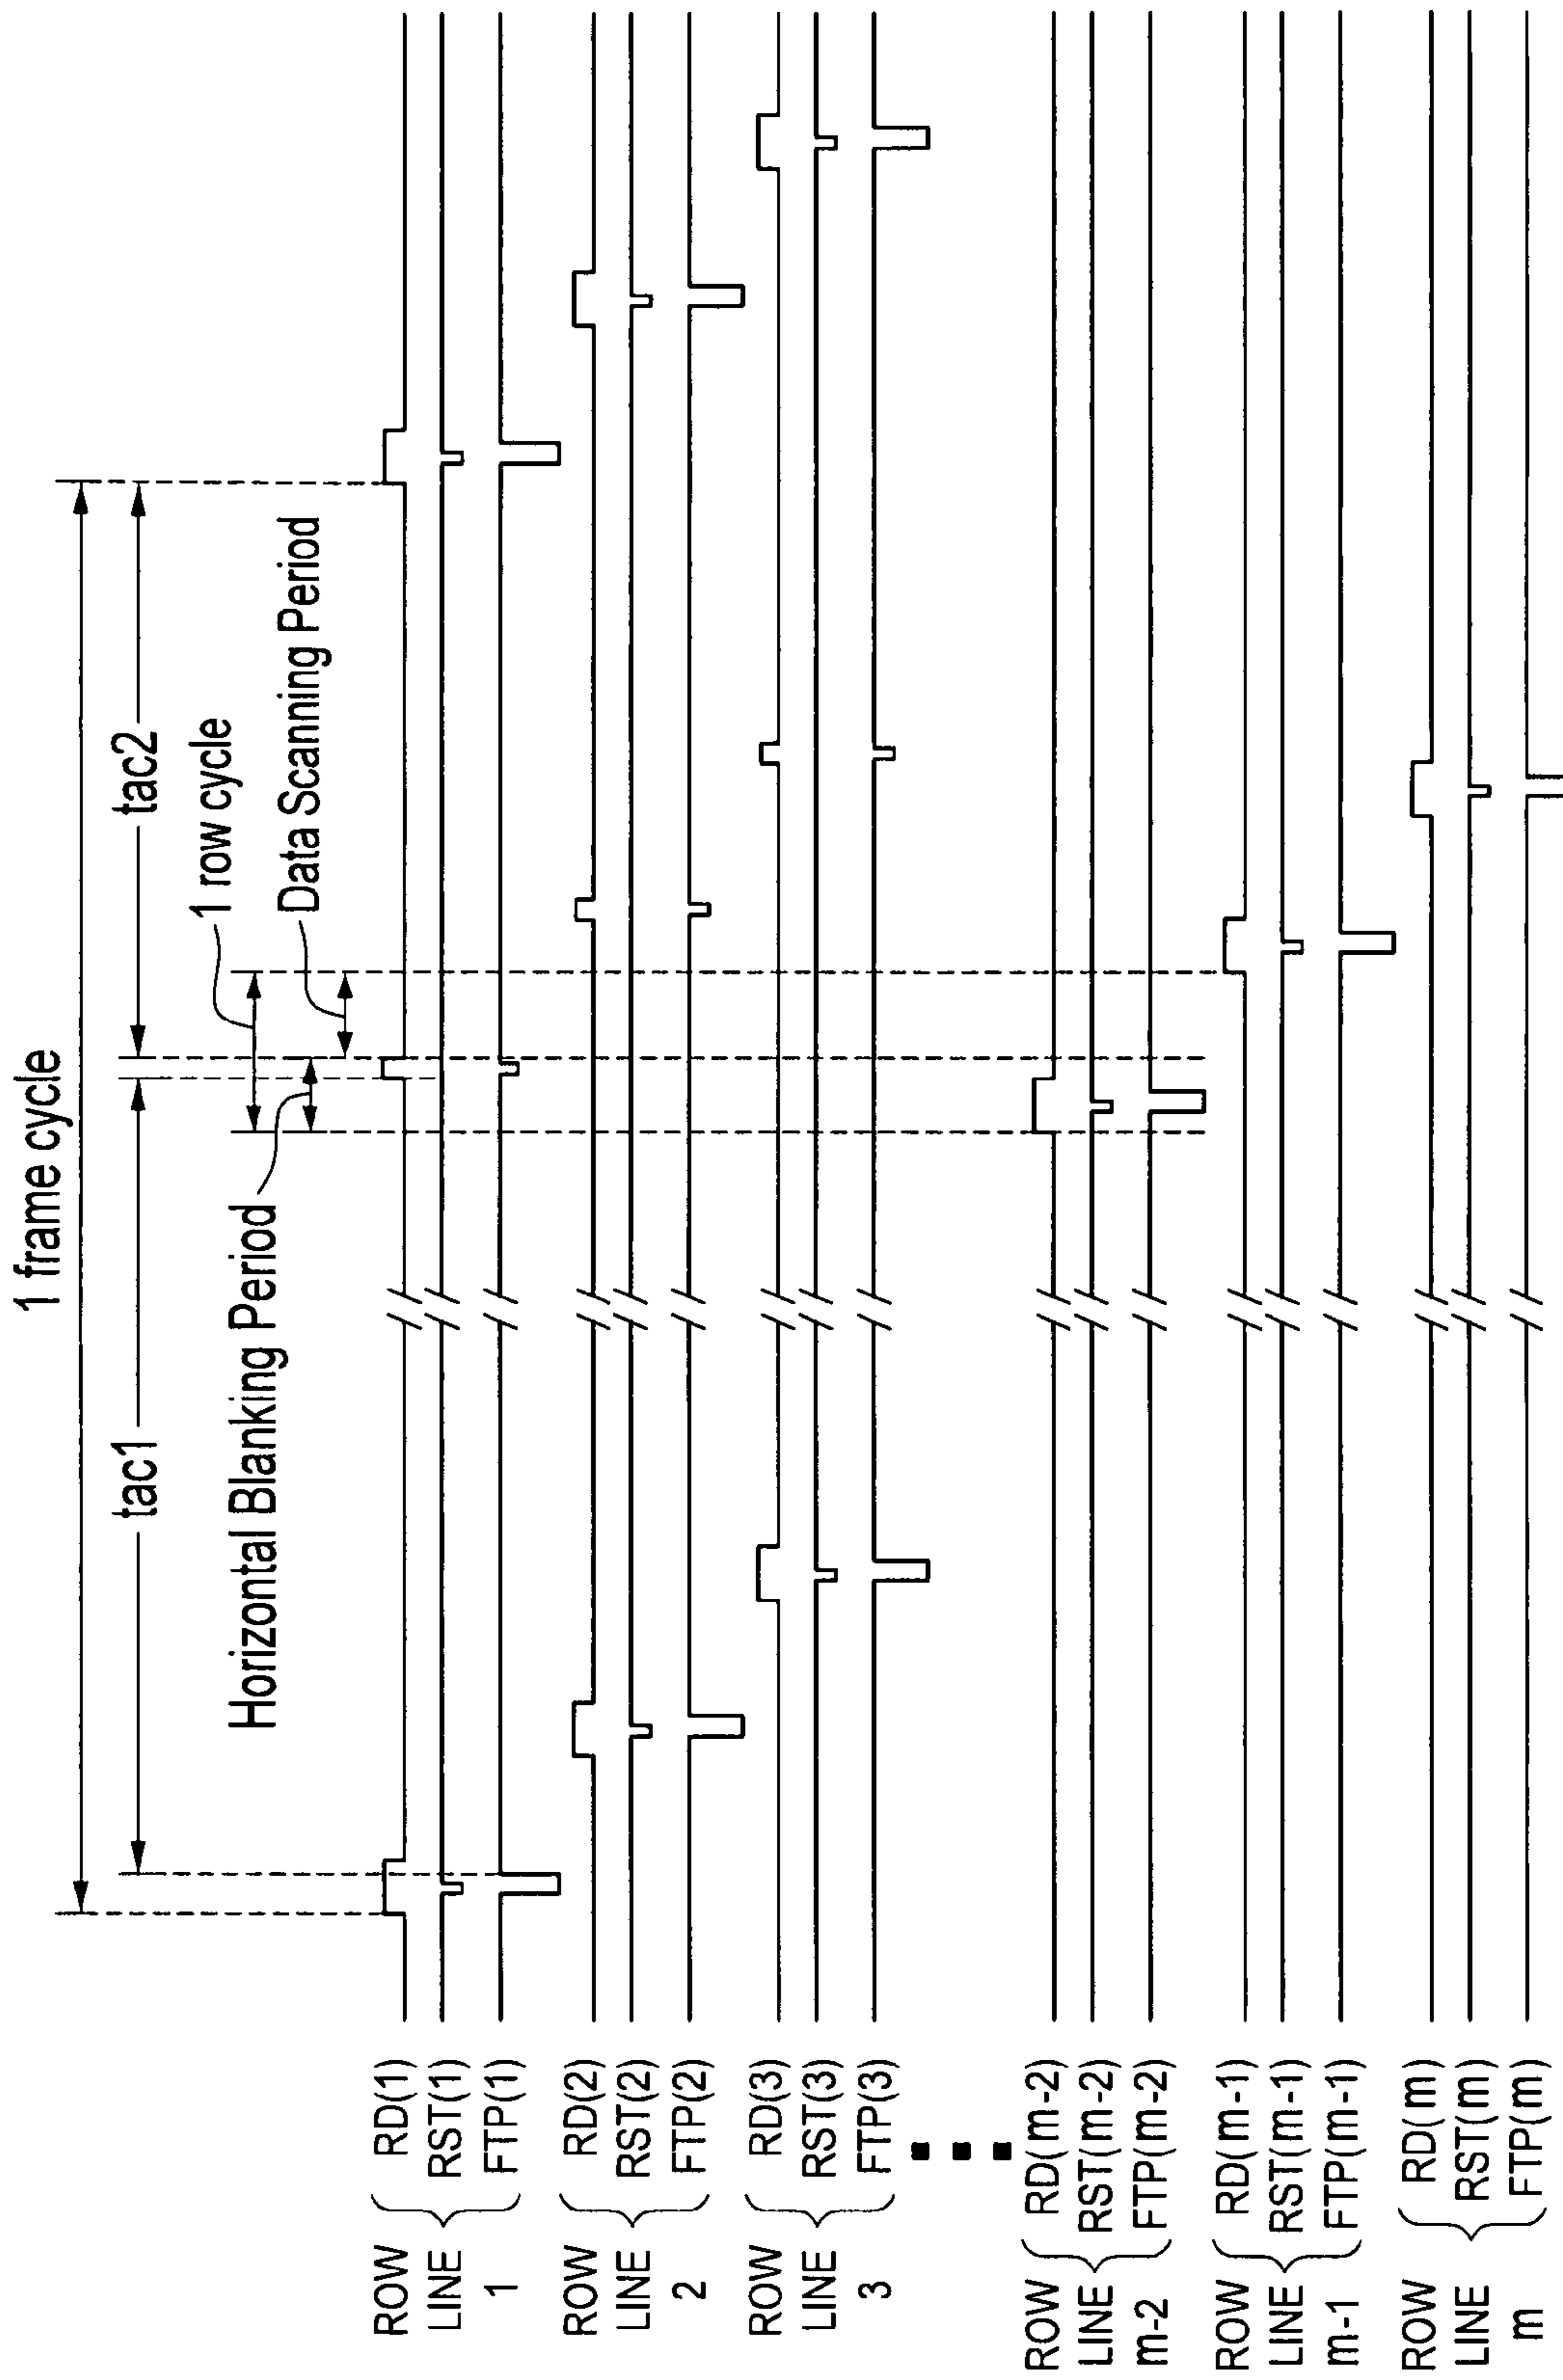 1 frame cycle
tac1
tac2
1 row cycle
Horizontal Blanking Period
Data Scanning Period
ROW LINE 1
RD(1)
RST(1)
FTP(1)
ROW LINE 2
RD(2)
RST(2)
FTP(2)
ROW LINE 3
RD(3)
RST(3)
FTP(3)
ROW LINE m-2
RD(m-2)
RST(m-2)
FTP(m-2)
ROW LINE m-1
RD(m-1)
RST(m-1)
FTP(m-1)
ROW LINE m
RD(m)
RST(m)
FTP(m)